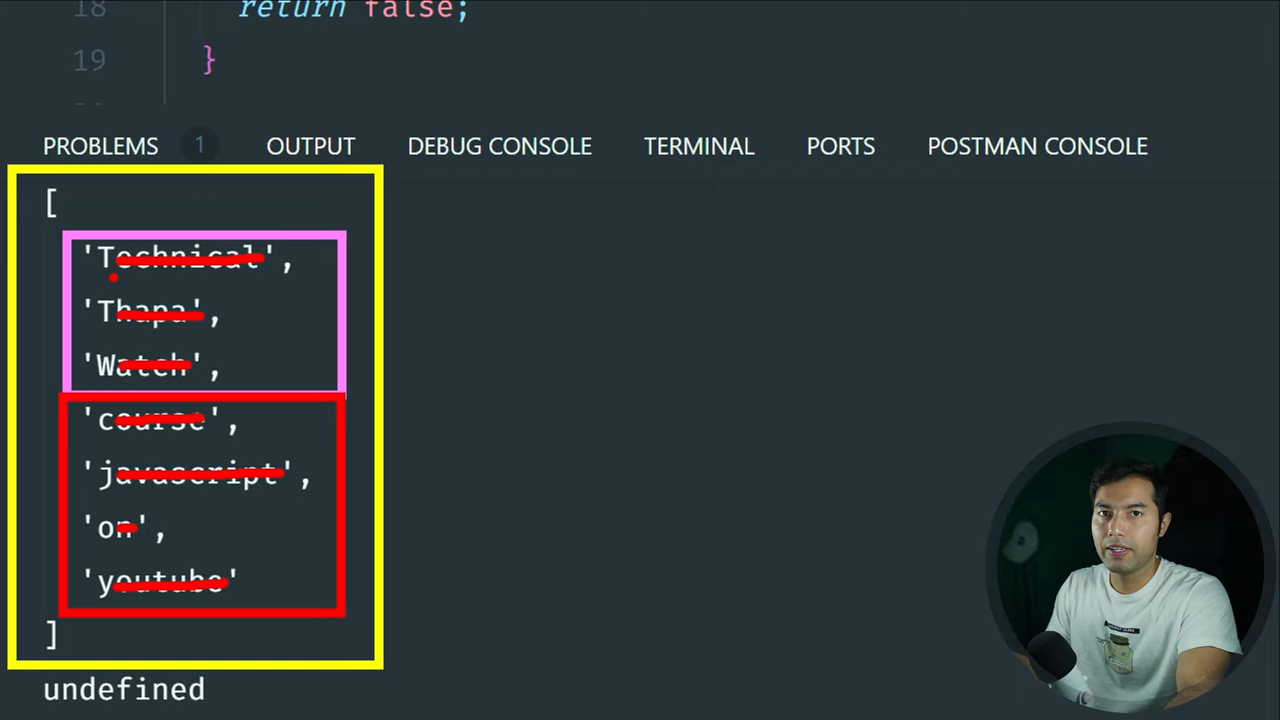 18 return false;
19 }
PROBLEMS 1 OUTPUT DEBUG CONSOLE TERMINAL PORTS POSTMAN CONSOLE
[
'Technical',
'Thapa',
'Watch',
'course',
'javascript',
'on',
'youtube'
]
undefined